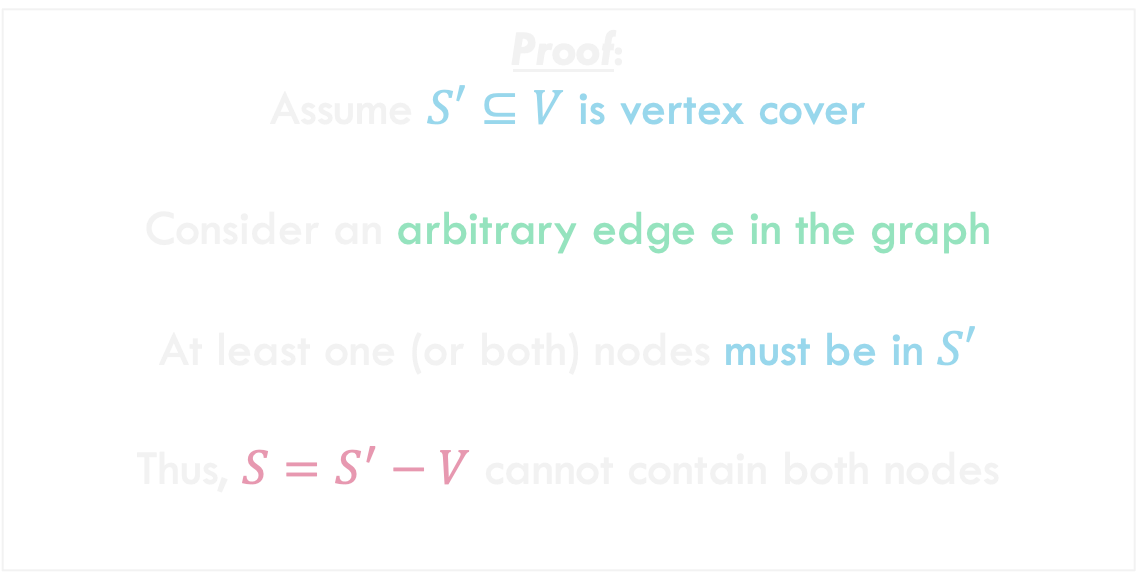 Proof:
Assume S′ ⊆ V is vertex cover
Consider an arbitrary edge e in the graph
At least one (or both) nodes must be in S′
Thus, S = S′ − V cannot contain both nodes